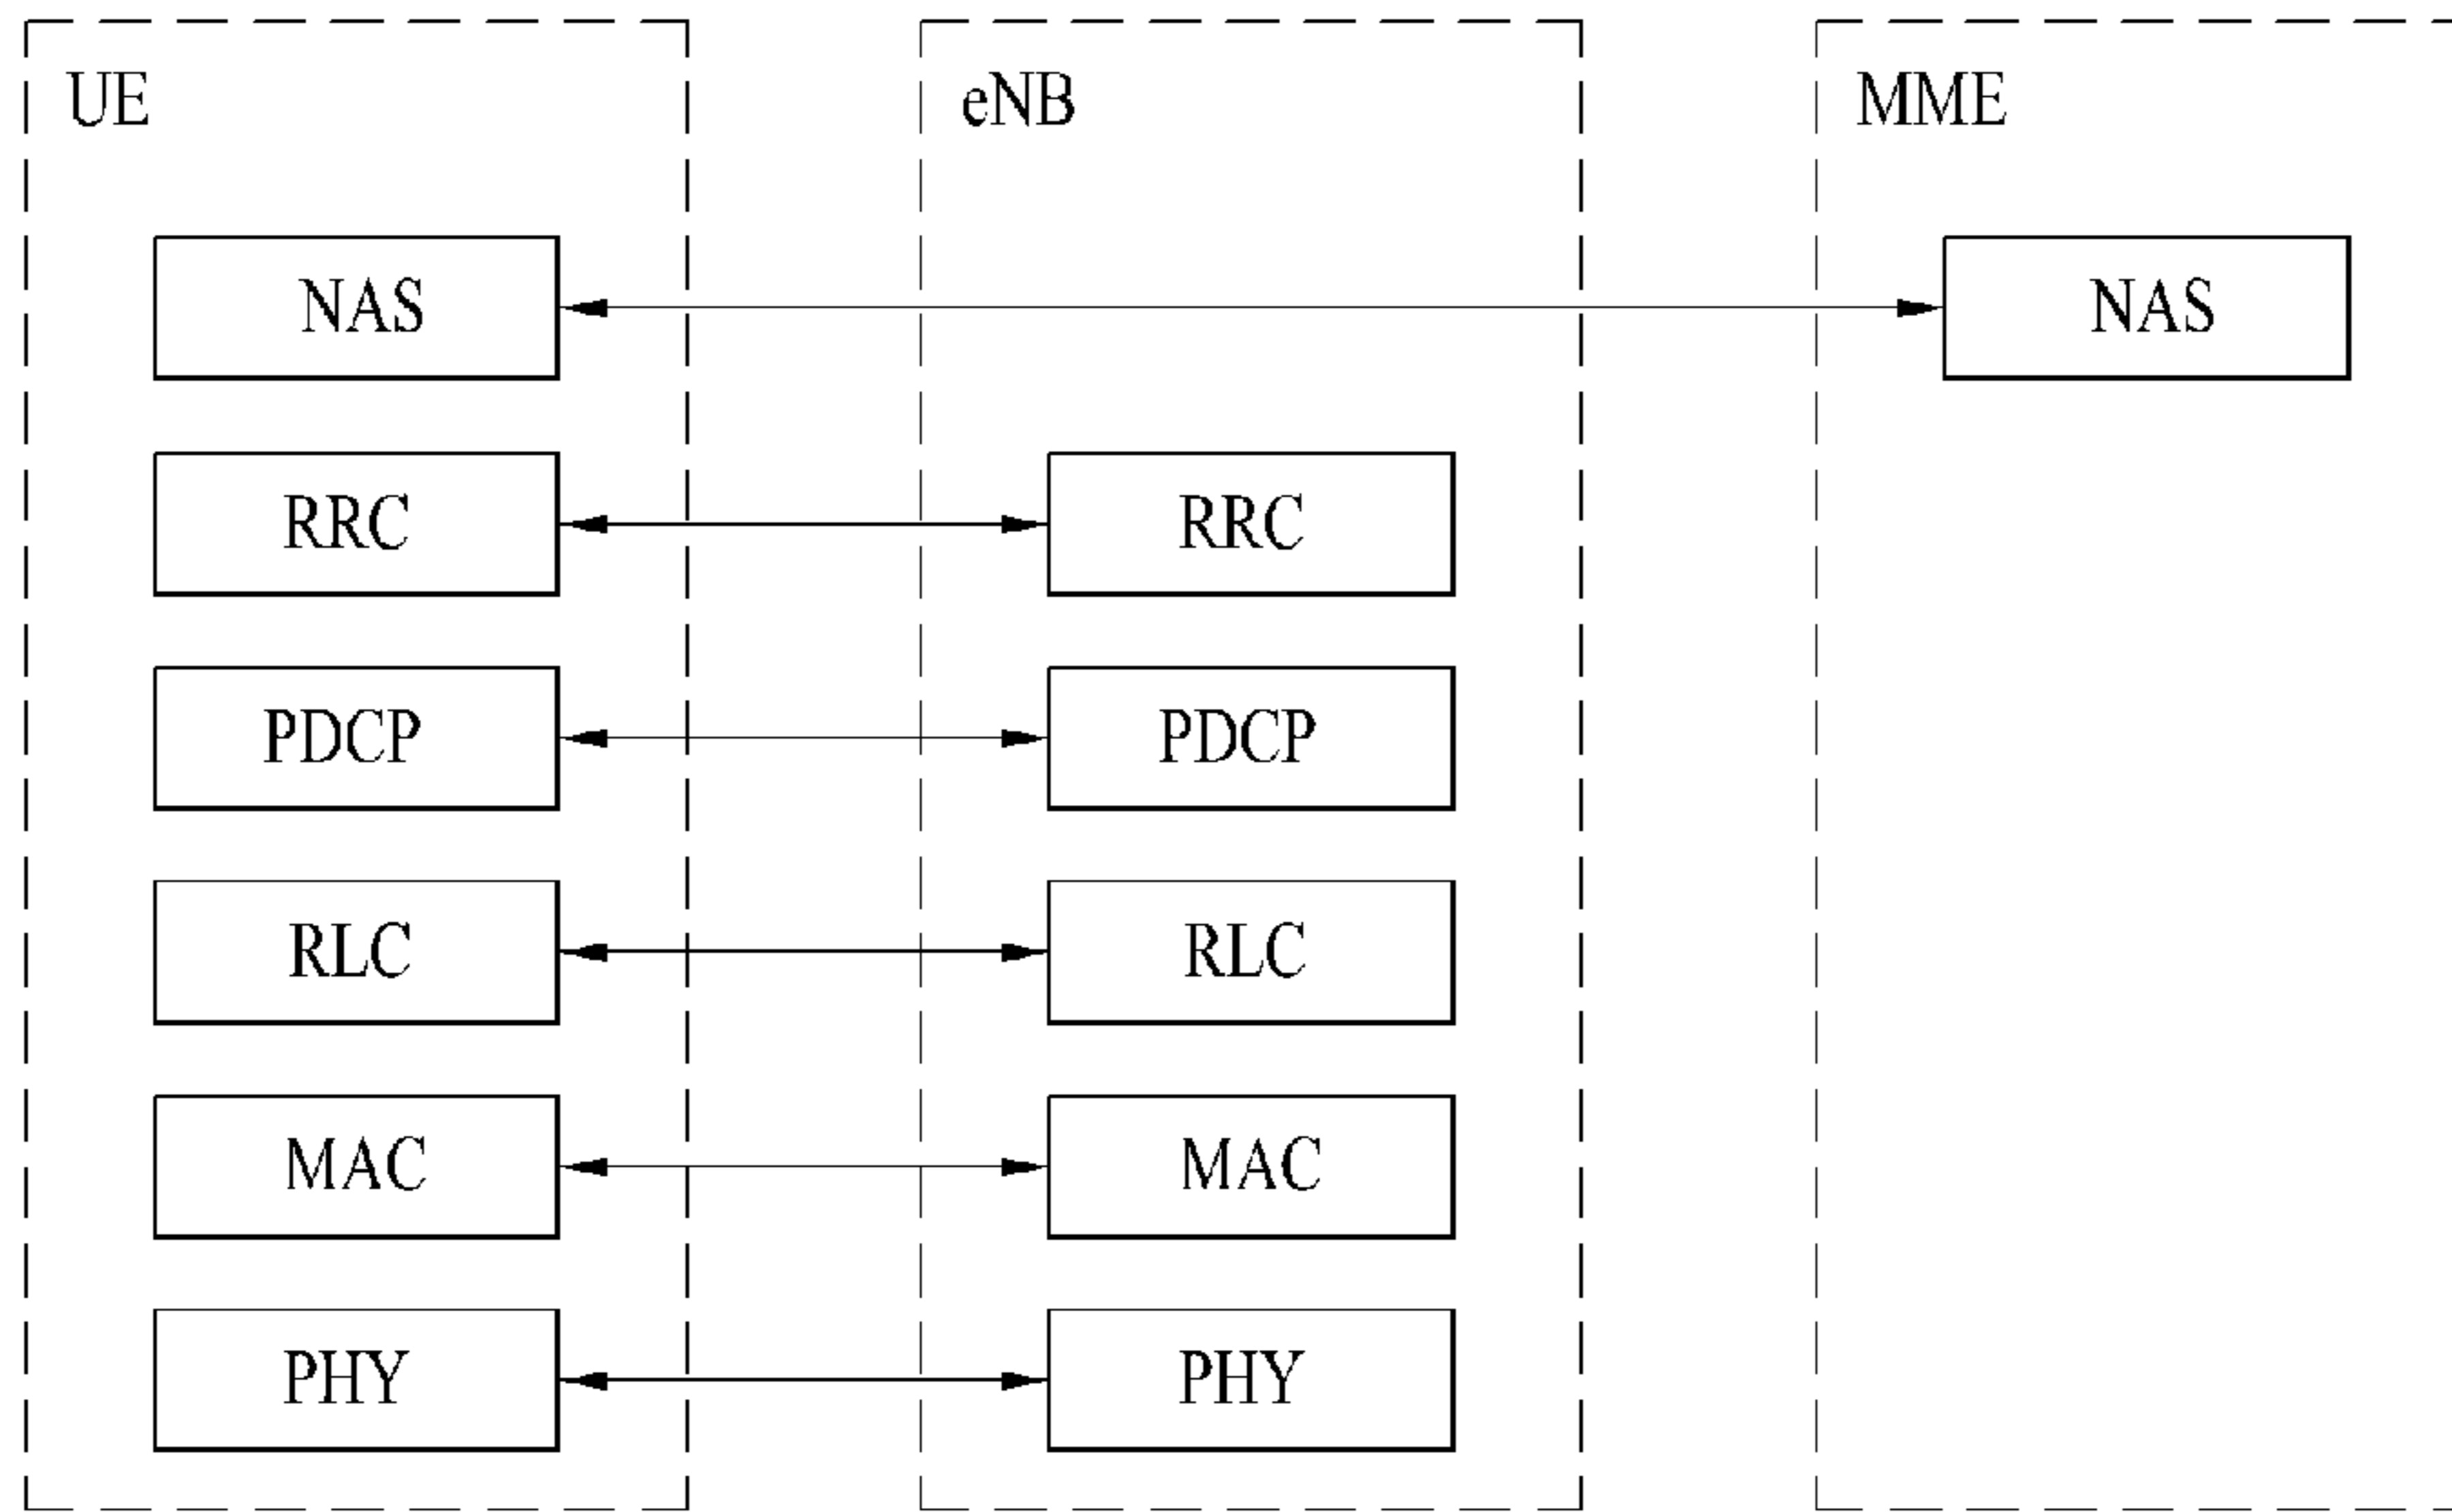 UE eNB MME
NAS NAS
RRC RRC
PDCP PDCP
RLC RLC
MAC MAC
PHY PHY